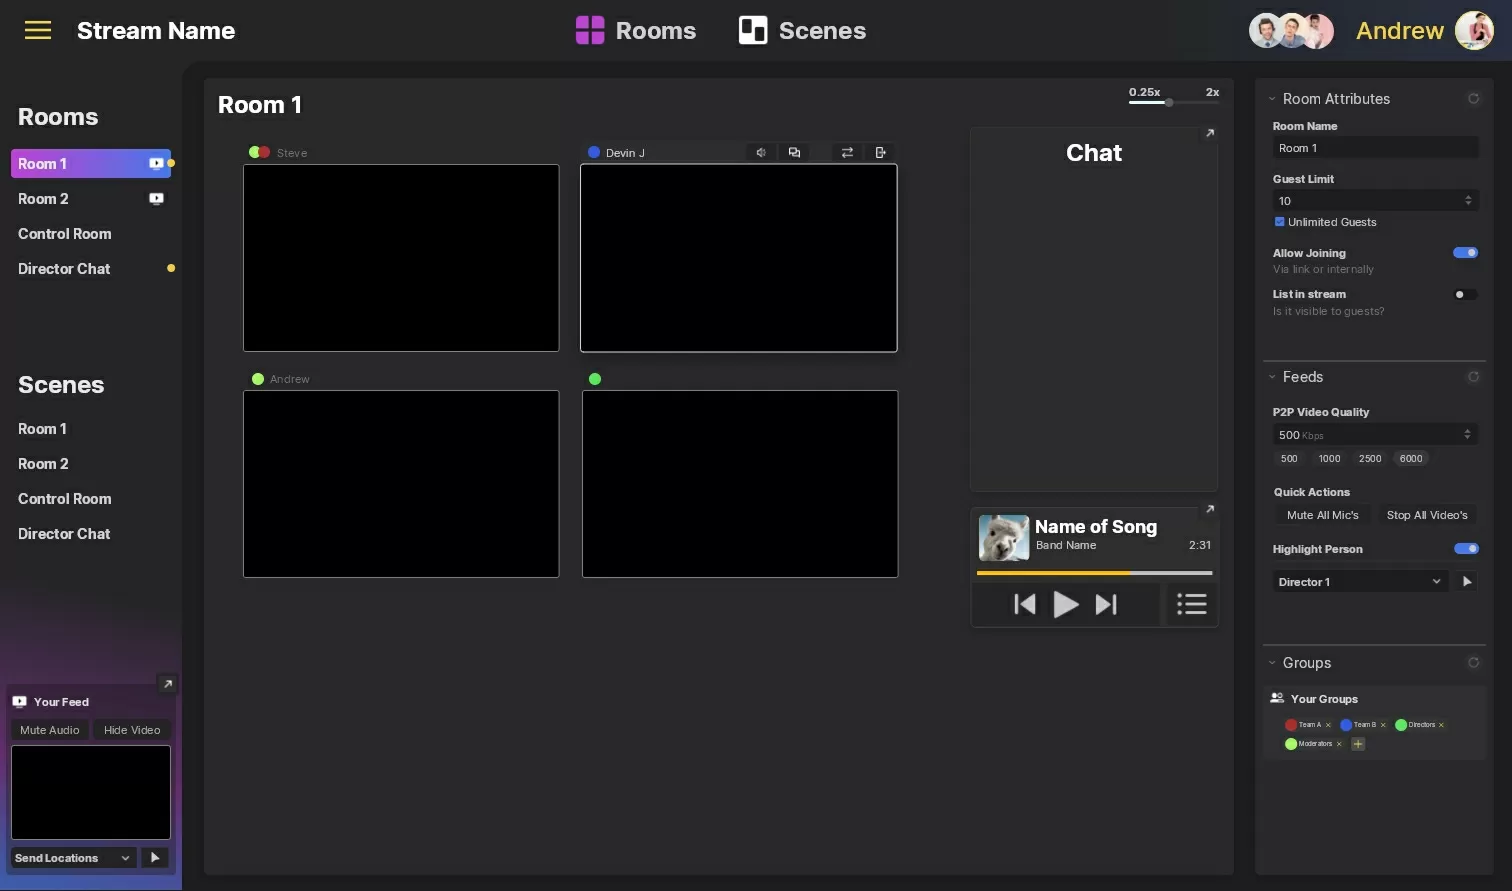 Stream Name
Rooms
Scenes
Andrew
Rooms
Room 1
Room 2
Control Room
Director Chat
Scenes
Room 1
Room 2
Control Room
Director Chat
Your Feed
Mute Audio
Hide Video
Send Locations
Room 1
0.25x
2x
Steve
Devin J
Andrew
Chat
Name of Song
Band Name
2:31
Room Attributes
Room Name
Room 1
Guest Limit
10
Unlimited Guests
Allow Joining
Via link or internally
List in stream
Is it visible to guests?
Feeds
P2P Video Quality
500 Kbps
500 1000 2500 6000
Quick Actions
Mute All Mic's
Stop All Video's
Highlight Person
Director 1
Groups
Your Groups
Team A × Team B × Directors ×
Moderators × +